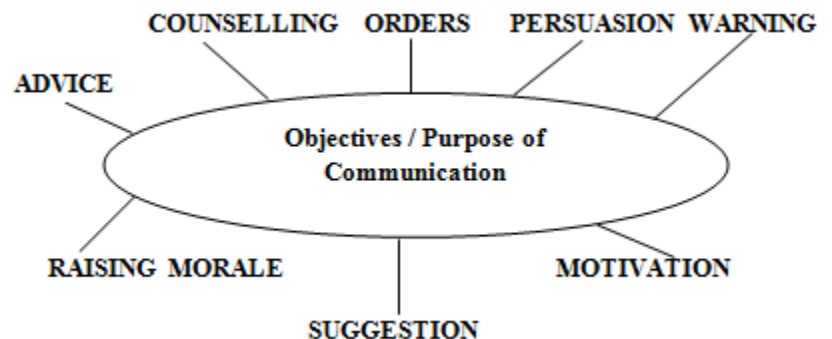 COUNSELLING ORDERS PERSUASION WARNING
ADVICE
Objectives / Purpose of
Communication
RAISING MORALE
MOTIVATION
SUGGESTION